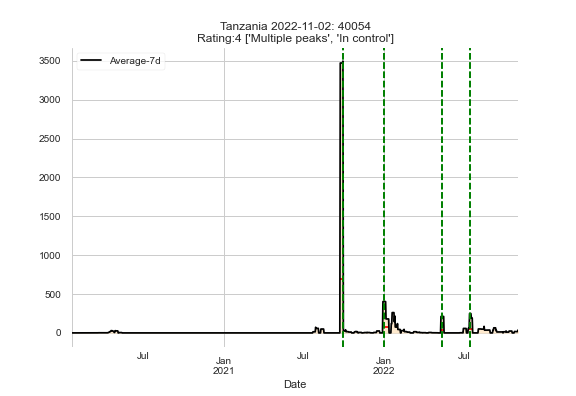 Tanzania 2022-11-02: 40054
Rating:4 ['Multiple peaks', 'In control']
Average-7d
3500
3000
2500
2000
1500
1000
500
0
Jul
Jan
2021
Jul
Jan
2022
Jul
Date